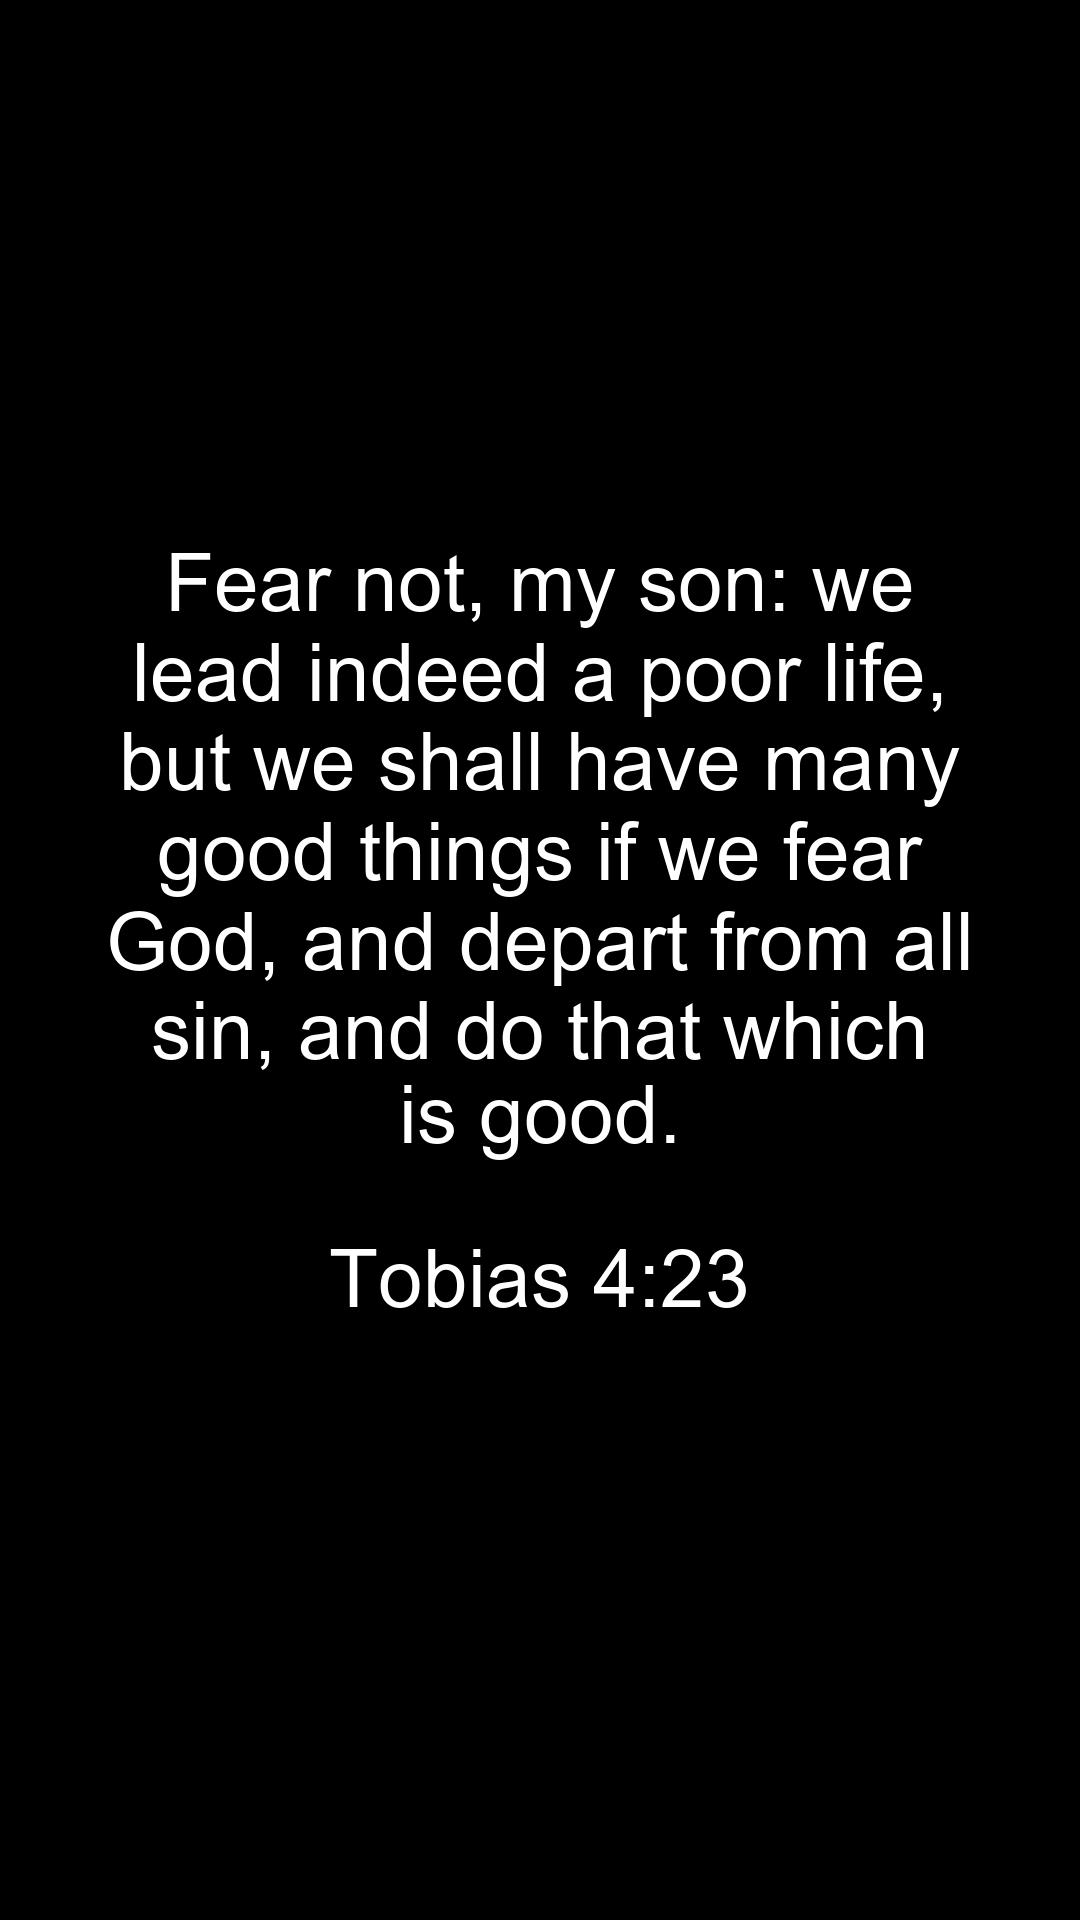 Fear not, my son: we
lead indeed a poor life,
but we shall have many
good things if we fear
God, and depart from all
sin, and do that which
is good.
Tobias 4:23